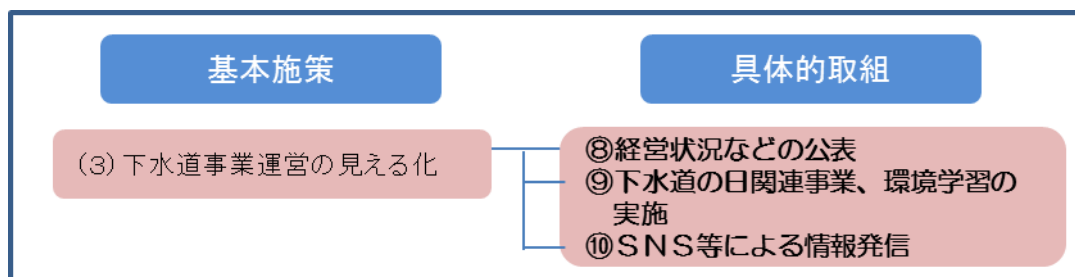 基本施策
具体的取組
(3)下水道事業運営の見える化
⑧経営状況などの公表
⑨下水道の日関連事業、環境学習の
実施
⑩ＳＮＳ等による情報発信